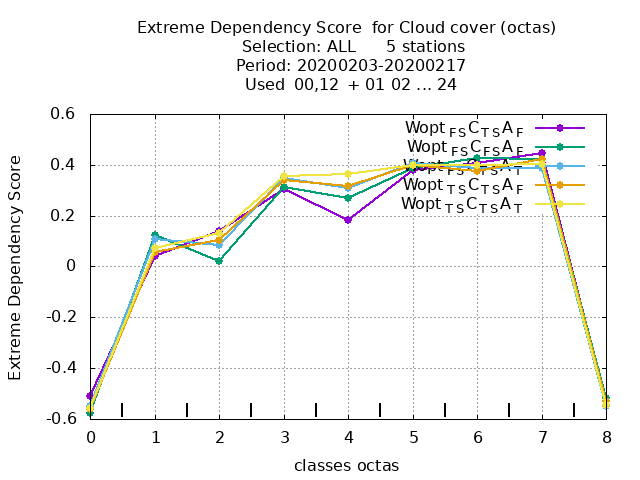 Extreme Dependency Score  for Cloud cover (octas)
Selection: ALL      5 stations
Period: 20200203-20200217
Used  00,12  + 01 02 ... 24
Extreme Dependency Score
0.6
0.4
0.2
0
-0.2
-0.4
-0.6
Wopt FS C TS A F
Wopt FS C FS A F
Wopt FS C TS A T
Wopt TS C TS A F
Wopt TS C TS A T
0 1 2 3 4 5 6 7 8
classes octas